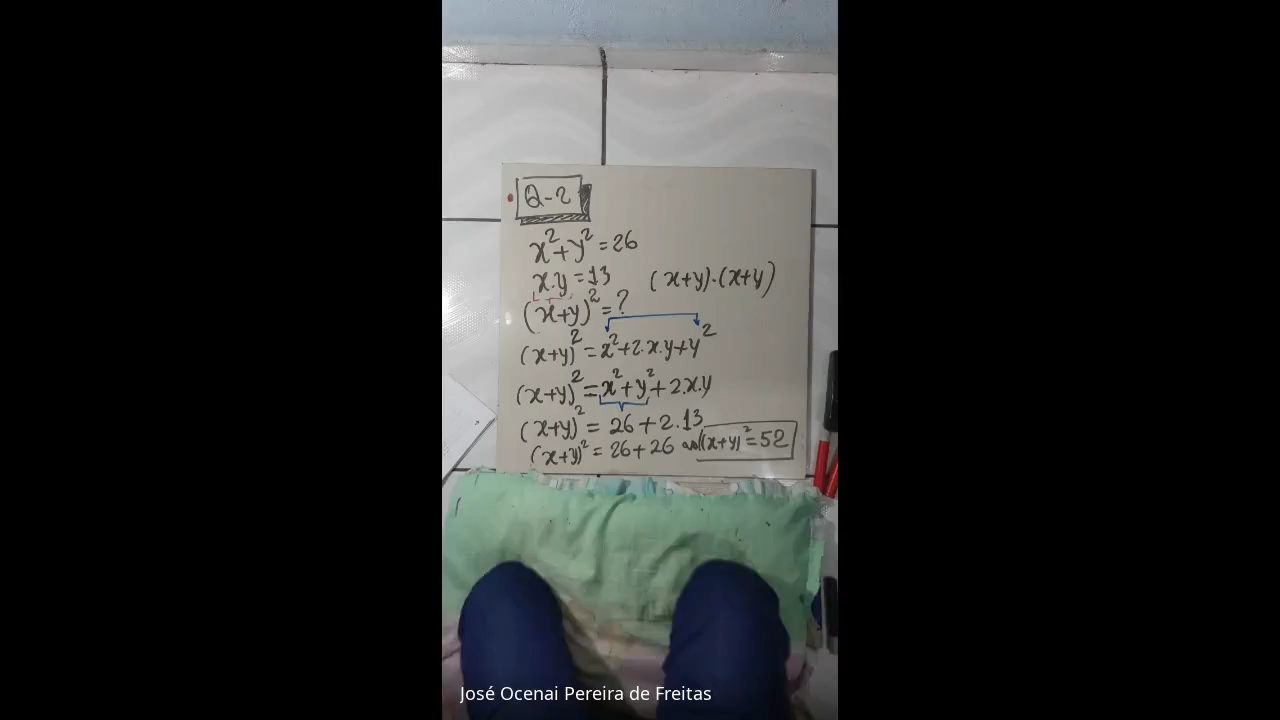 Q-2
x²+y²=26
x.y=13
(x+y).(x+y)
(x+y)²=?
(x+y)²=x²+2.x.y+y²
(x+y)²=x²+y²+2.x.y
(x+y)²=26+2.13
(x+y)²=26+26 (x+y)²=52
José Ocenai Pereira de Freitas